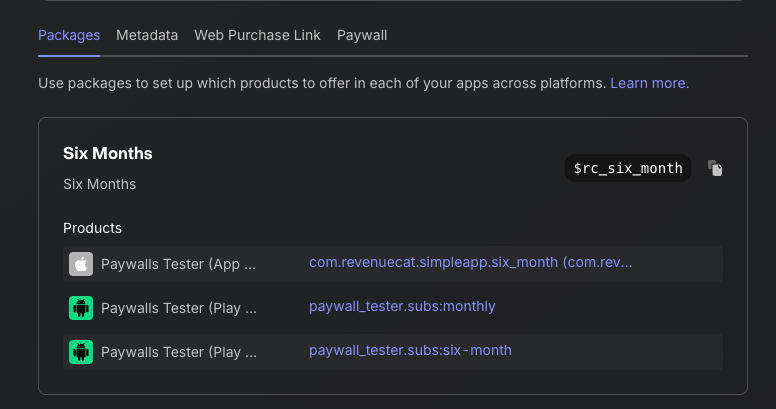 Packages Metadata Web Purchase Link Paywall
Use packages to set up which products to offer in each of your apps across platforms. Learn more.
Six Months
$rc_six_month
Six Months
Products
Paywalls Tester (App ... com.revenuecat.simpleapp.six_month (com.rev...
Paywalls Tester (Play ... paywall_tester.subs:monthly
Paywalls Tester (Play ... paywall_tester.subs:six-month